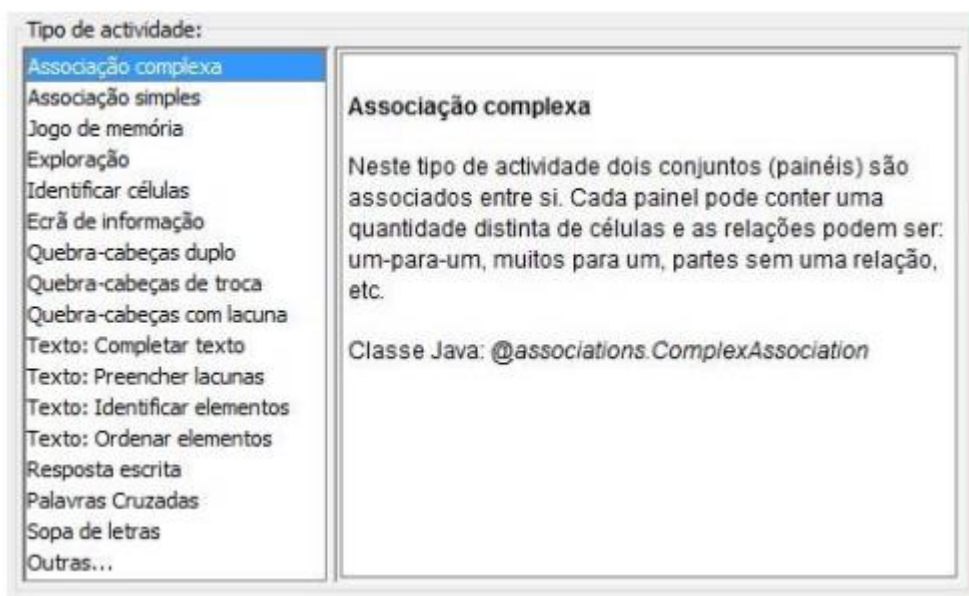 Tipo de actividade:
Associação complexa
Associação simples
Jogo de memória
Exploração
Identificar células
Ecrã de informação
Quebra-cabeças duplo
Quebra-cabeças de troca
Quebra-cabeças com lacuna
Texto: Completar texto
Texto: Preencher lacunas
Texto: Identificar elementos
Texto: Ordenar elementos
Resposta escrita
Palavras Cruzadas
Sopa de letras
Outras...
Associação complexa
Neste tipo de actividade dois conjuntos (painéis) são
associados entre si. Cada painel pode conter uma
quantidade distinta de células e as relações podem ser:
um-para-um, muitos para um, partes sem uma relação,
etc.
Classe Java: @associations.ComplexAssociation